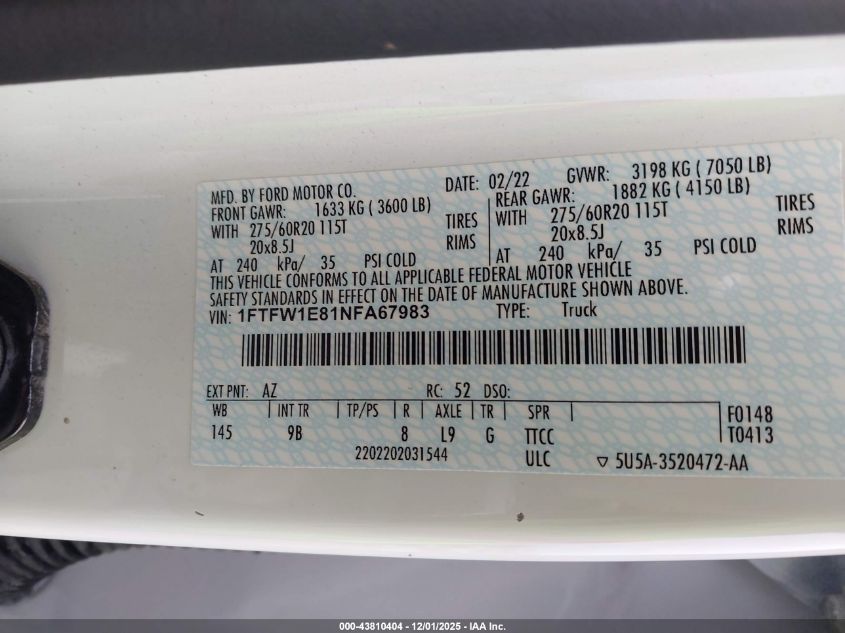 MFD. BY FORD MOTOR CO. DATE: 02/22 GVWR: 3198 KG ( 7050 LB)
FRONT GAWR: 1633 KG ( 3600 LB) REAR GAWR: 1882 KG ( 4150 LB)
WITH 275/60R20 115T TIRES WITH 275/60R20 115T TIRES
20x8.5J RIMS 20x8.5J RIMS
AT 240 kPa/ 35 PSI COLD AT 240 kPa/ 35 PSI COLD
THIS VEHICLE CONFORMS TO ALL APPLICABLE FEDERAL MOTOR VEHICLE
SAFETY STANDARDS IN EFFECT ON THE DATE OF MANUFACTURE SHOWN ABOVE.
VIN: 1FTFW1E81NFA67983 TYPE: Truck
EXT PNT: AZ RC: 52 DSO:
WB INT TR TP/PS R AXLE TR SPR F0148
145 9B 8 L9 G TTCC T0413
2202202031544 ULC 5U5A-3520472-AA
000-43810404 - 12/01/2025 - IAA Inc.